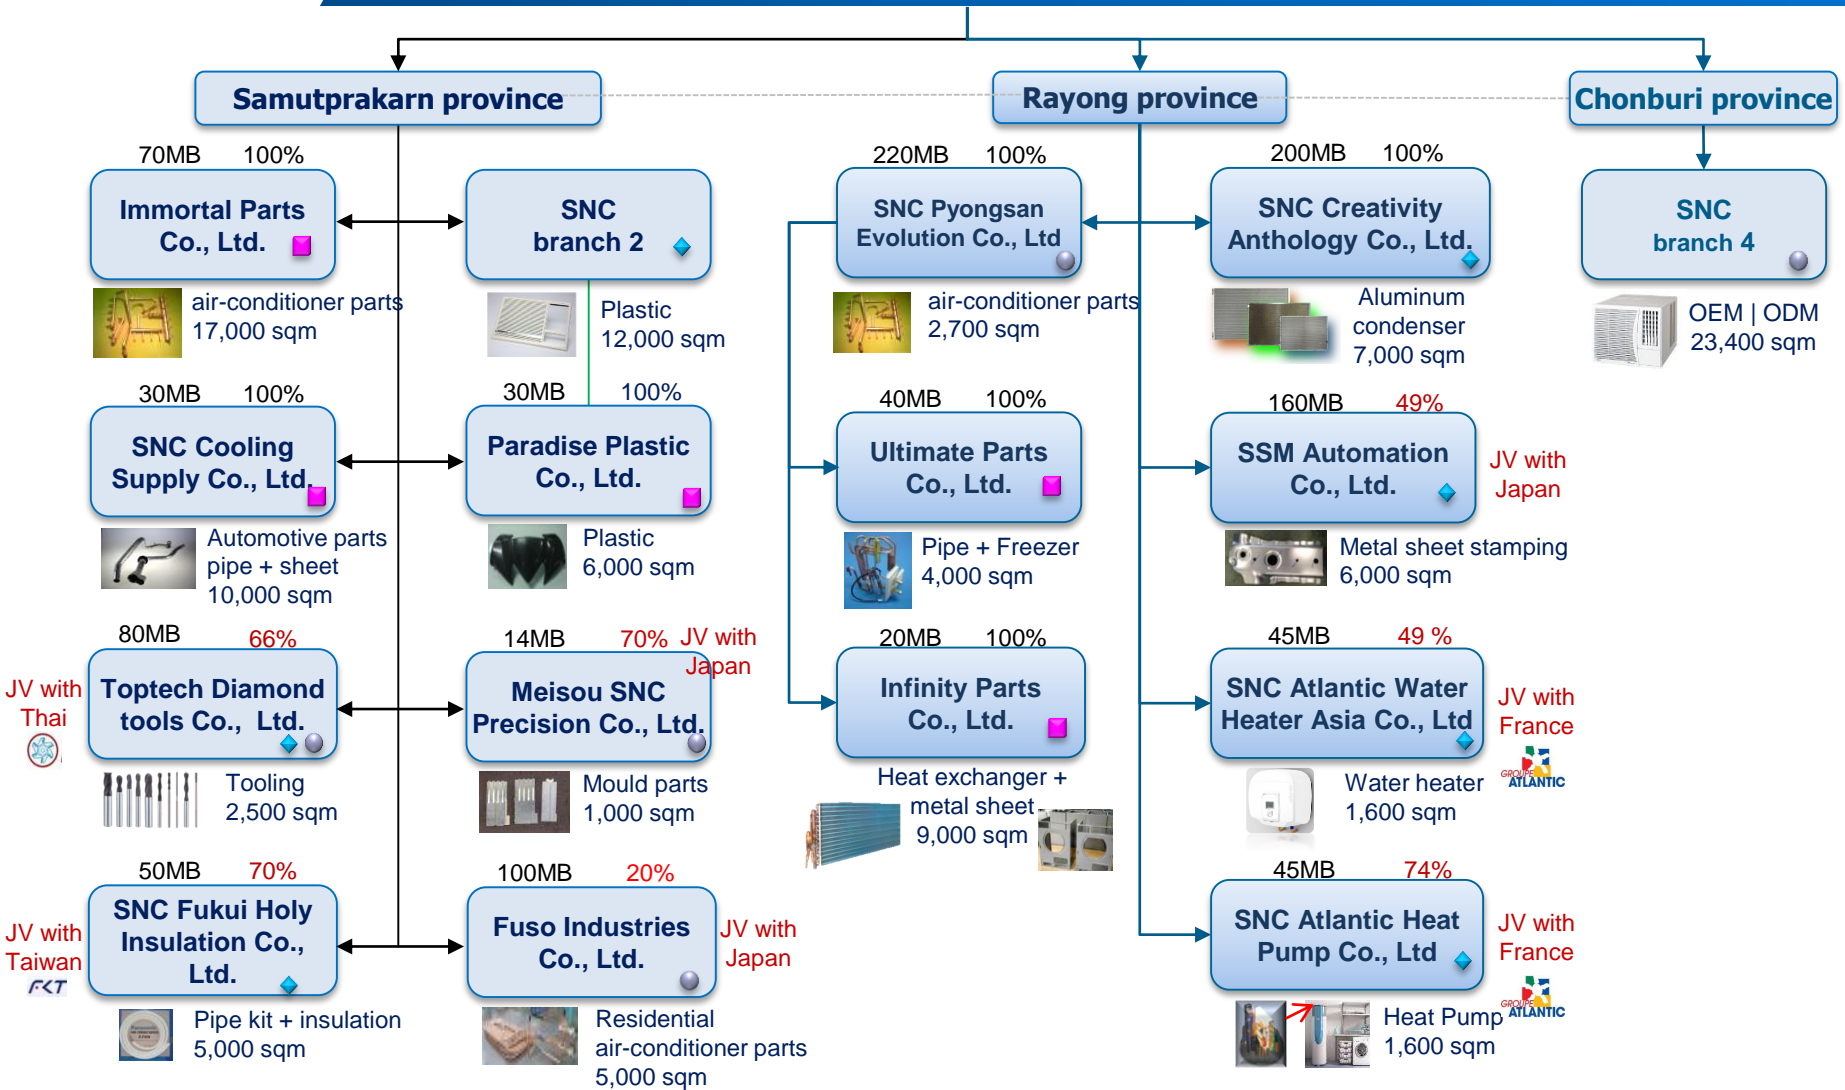 Samutprakarn province
Rayong province
Chonburi province
70MB 100%
Immortal Parts
Co., Ltd.
air-conditioner parts
17,000 sqm
SNC
branch 2
Plastic
12,000 sqm
30MB 100%
SNC Cooling
Supply Co., Ltd.
Automotive parts
pipe + sheet
10,000 sqm
30MB 100%
Paradise Plastic
Co., Ltd.
Plastic
6,000 sqm
80MB 66%
JV with
Thai
Toptech Diamond
tools Co., Ltd.
Tooling
2,500 sqm
14MB 70%
JV with
Japan
Meisou SNC
Precision Co., Ltd.
Mould parts
1,000 sqm
50MB 70%
JV with
Taiwan
FKT
SNC Fukui Holy
Insulation Co.,
Ltd.
Pipe kit + insulation
5,000 sqm
100MB 20%
Fuso Industries
Co., Ltd.
JV with
Japan
Residential
air-conditioner parts
5,000 sqm
220MB 100%
SNC Pyongsan
Evolution Co., Ltd
air-conditioner parts
2,700 sqm
40MB 100%
Ultimate Parts
Co., Ltd.
Pipe + Freezer
4,000 sqm
20MB 100%
Infinity Parts
Co., Ltd.
Heat exchanger +
metal sheet
9,000 sqm
200MB 100%
SNC Creativity
Anthology Co., Ltd.
Aluminum
condenser
7,000 sqm
160MB 49%
SSM Automation
Co., Ltd.
JV with
Japan
Metal sheet stamping
6,000 sqm
45MB 49 %
SNC Atlantic Water
Heater Asia Co., Ltd
JV with
France
GROUPE
ATLANTIC
Water heater
1,600 sqm
45MB 74%
SNC Atlantic Heat
Pump Co., Ltd
JV with
France
GROUPE
ATLANTIC
Heat Pump
1,600 sqm
SNC
branch 4
OEM | ODM
23,400 sqm